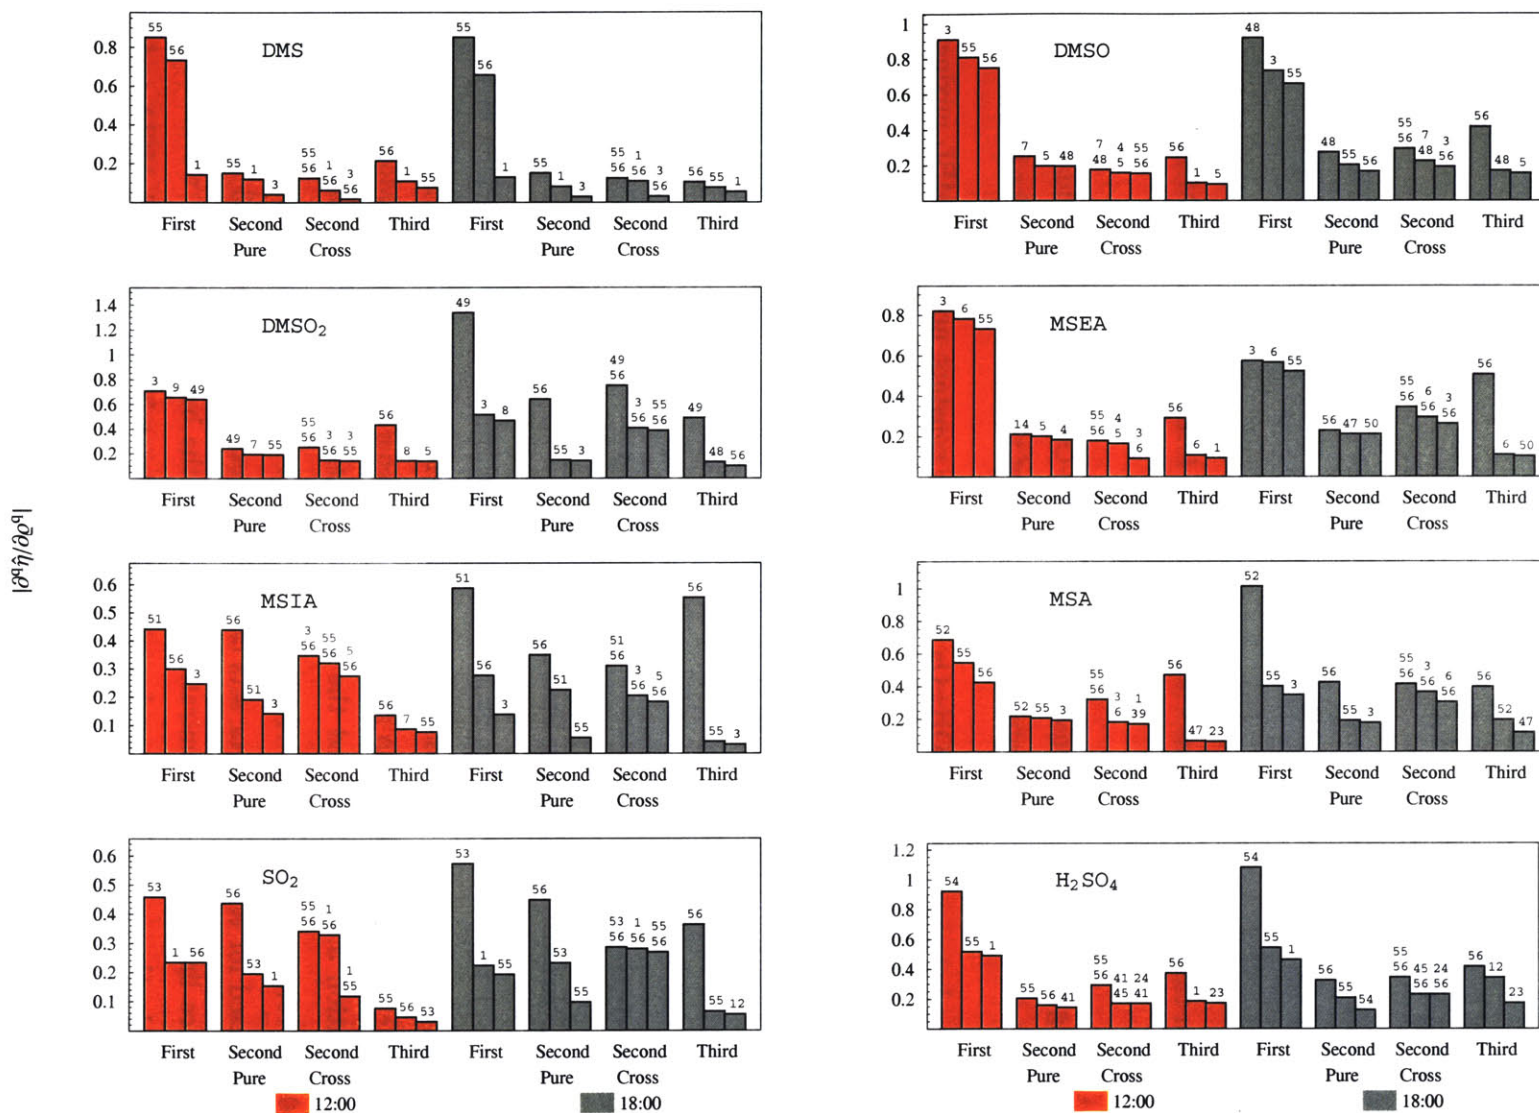 DMS
0.8
0.6
0.4
0.2
55 56 1 55 1 3 55 56 1 56 3 56 56 1 55 55 56 1 55 1 3 55 56 1 56 3 56 56 55 1
First Second Pure Second Cross Third First Second Pure Second Cross Third
DMSO
1
0.8
0.6
0.4
0.2
3 55 56 7 5 48 7 48 4 5 55 56 56 1 5 48 3 55 48 55 56 55 56 7 48 3 56 56 48 5
First Second Pure Second Cross Third First Second Pure Second Cross Third
DMSO₂
1.4
1.2
1
0.8
0.6
0.4
0.2
3 9 49 49 7 55 55 56 3 56 3 55 56 8 5 49 3 8 56 55 3 49 56 3 56 55 56 49 48 56
First Second Pure Second Cross Third First Second Pure Second Cross Third
MSEA
0.8
0.6
0.4
0.2
3 6 55 14 5 4 55 56 4 5 3 6 56 6 1 3 6 55 56 47 50 55 56 6 56 3 56 56 6 50
First Second Pure Second Cross Third First Second Pure Second Cross Third
|∂ᵈη̂/∂ρ̃ᵈ|
MSIA
0.6
0.5
0.4
0.3
0.2
0.1
51 56 3 56 51 3 3 56 55 56 5 56 56 7 55 51 56 3 56 51 55 51 56 3 56 5 56 56 54 3
First Second Pure Second Cross Third First Second Pure Second Cross Third
MSA
1
0.8
0.6
0.4
0.2
52 55 56 52 55 3 55 56 3 6 1 39 56 47 23 52 55 3 56 55 3 55 56 3 56 6 56 56 52 47
First Second Pure Second Cross Third First Second Pure Second Cross Third
SO₂
0.6
0.5
0.4
0.3
0.2
0.1
53 1 56 56 53 1 55 56 1 56 1 55 55 56 53 53 1 55 56 53 55 53 56 1 56 55 56 56 55 12
First Second Pure Second Cross Third First Second Pure Second Cross Third
H₂SO₄
1.2
1
0.8
0.6
0.4
0.2
54 55 1 55 56 41 55 56 41 45 24 41 56 1 23 54 55 1 56 55 54 55 56 45 56 24 56 56 12 23
First Second Pure Second Cross Third First Second Pure Second Cross Third
12:00 18:00 12:00 18:00